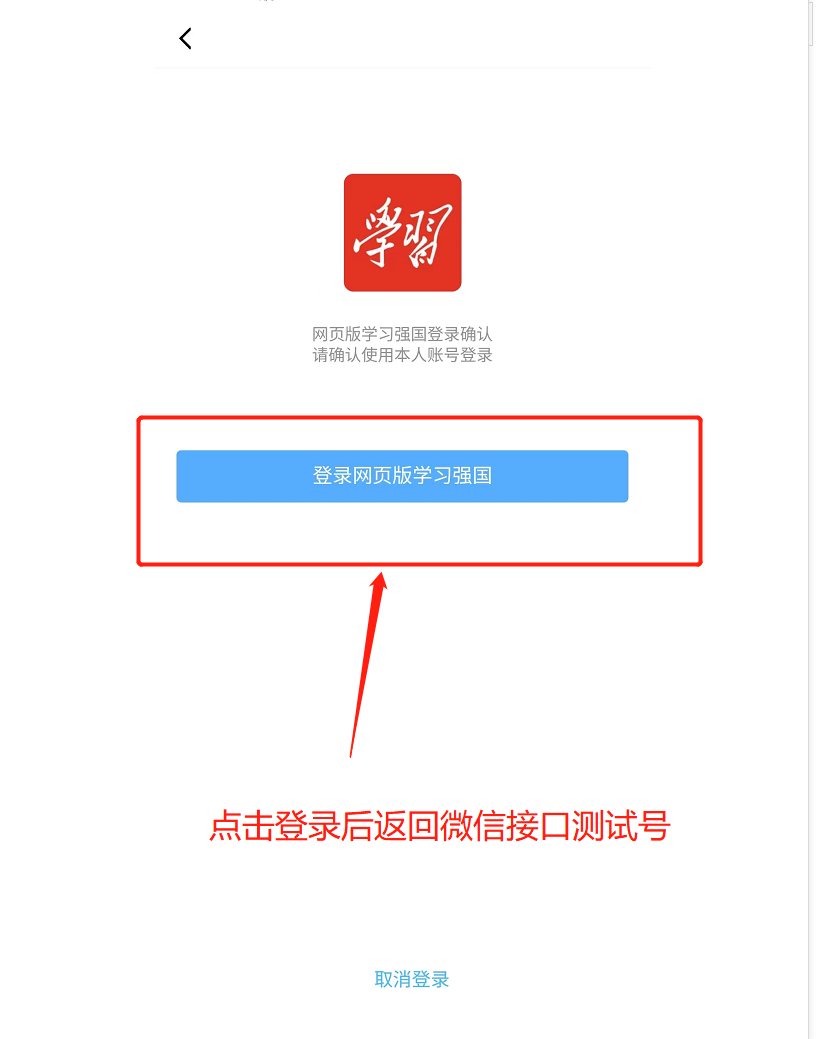 學習
网页版学习强国登录确认
请确认使用本人账号登录
登录网页版学习强国
点击登录后返回微信接口测试号
取消登录